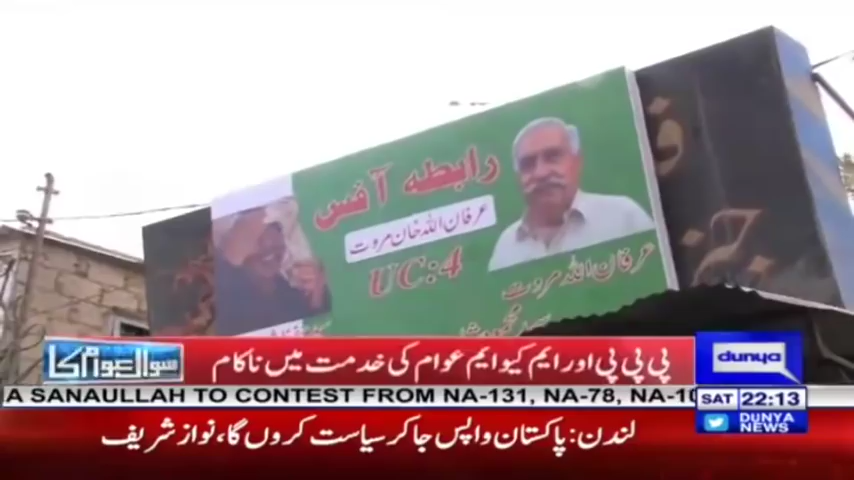 رابطہ آفس
عرفان اللہ خان مروت
UC:4
عرفان اللہ مروت
سوال عوام کا
پی پی پی اور ایم کیو ایم عوام کی خدمت میں ناکام
dunya
A SANAULLAH TO CONTEST FROM NA-131, NA-78, NA-10
SAT 22:13
DUNYA NEWS
لندن: پاکستان واپس جا کر سیاست کروں گا، نواز شریف